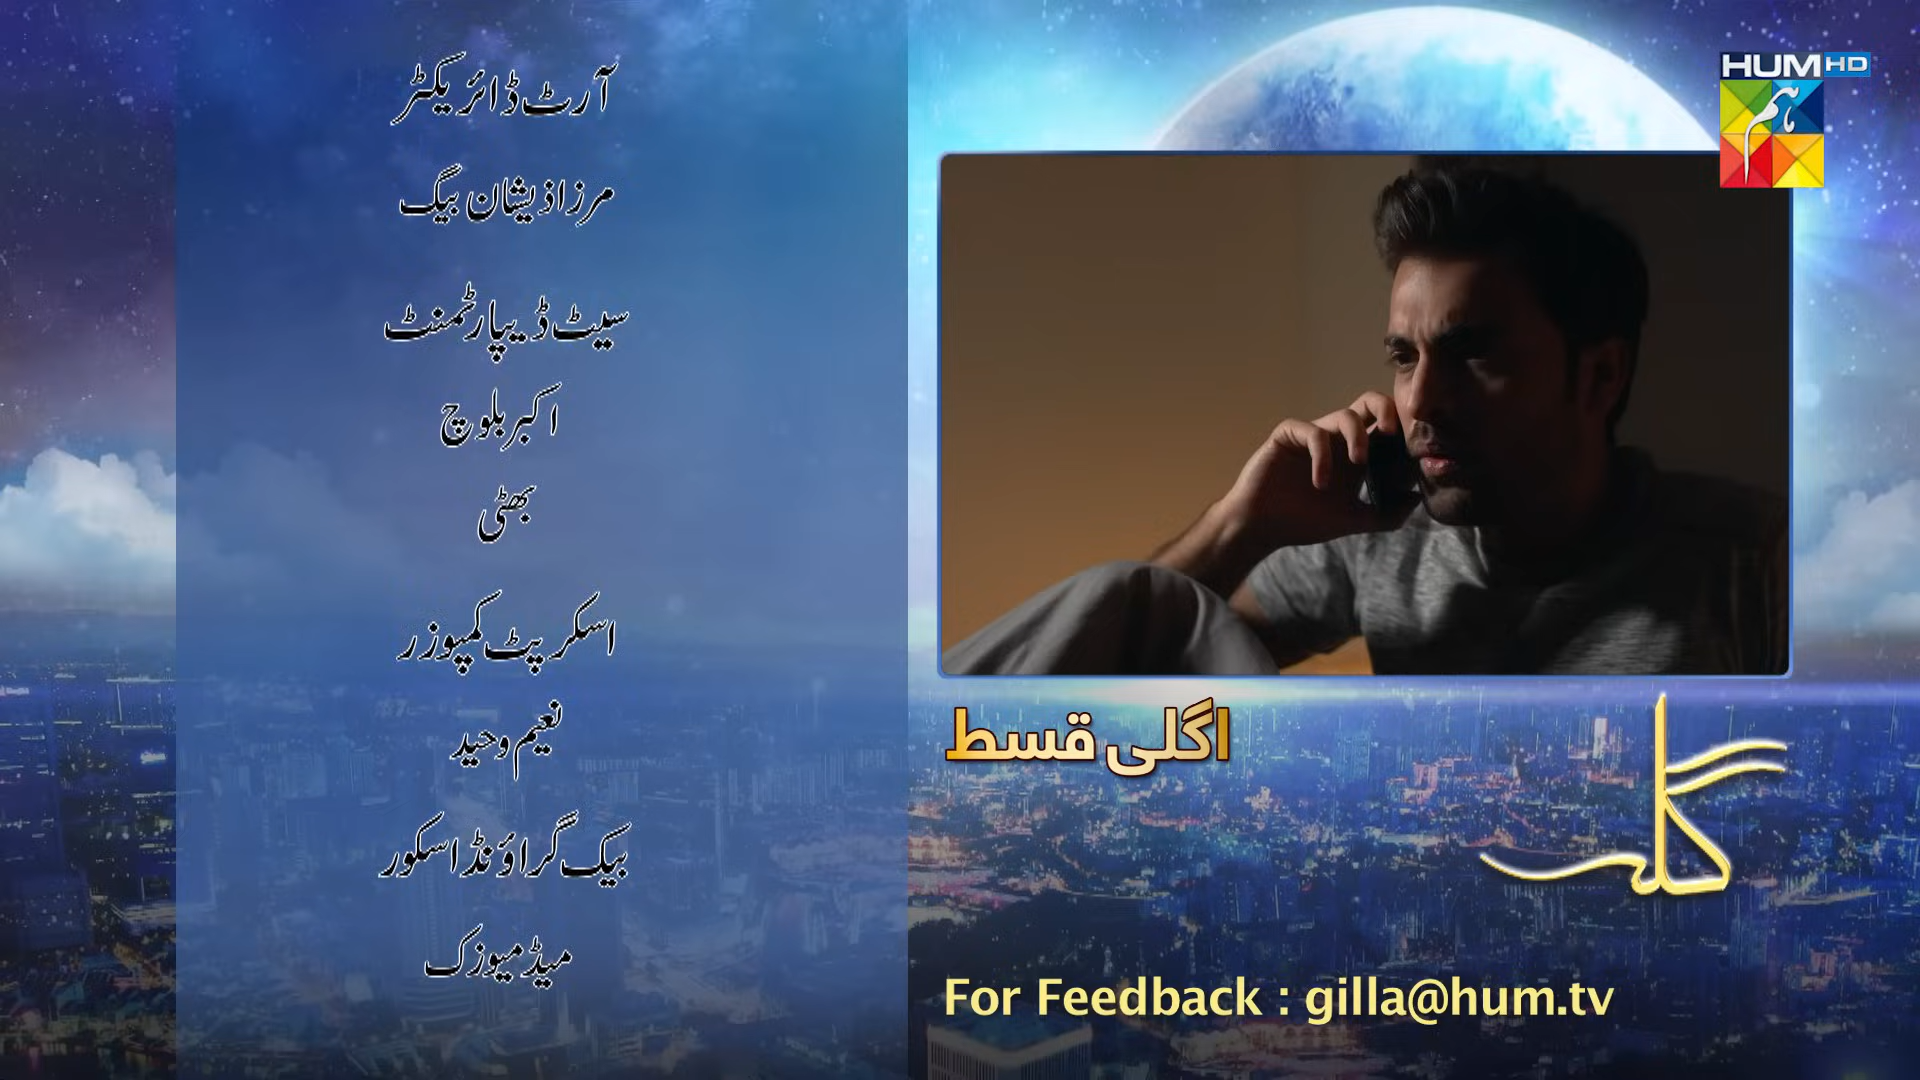 آرٹ ڈائریکٹر
مرزا ذیشان بیگ
سیٹ ڈیپارٹمنٹ
اکبر بلوچ
بھٹی
اسکرپٹ کمپوزر
نعیم وحید
بیک گراؤنڈ اسکور
میڈ میوزک
HUM HD
ہم
اگلی قسط
گلہ
For Feedback : gilla@hum.tv